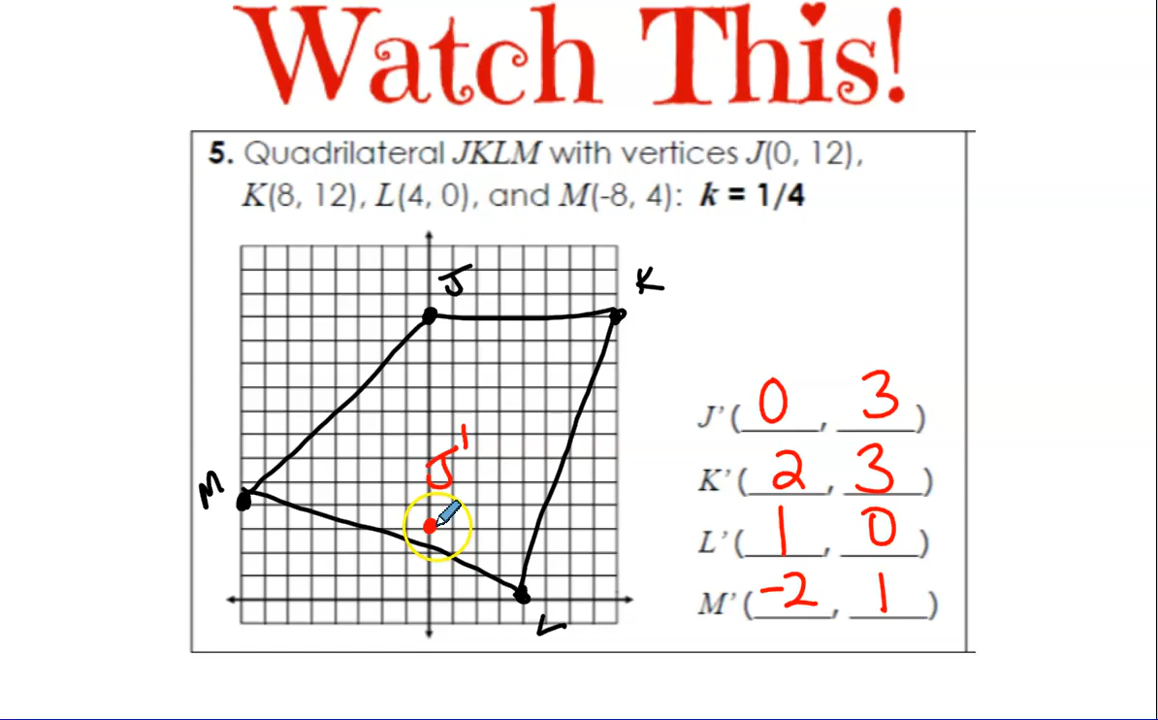 Watch This!
5. Quadrilateral JKLM with vertices J(0, 12),
K(8, 12), L(4, 0), and M(-8, 4): k = 1/4
J
K
J'(0, 3)
J'
K'(2, 3)
M
L'(1, 0)
M'(-2, 1)
L